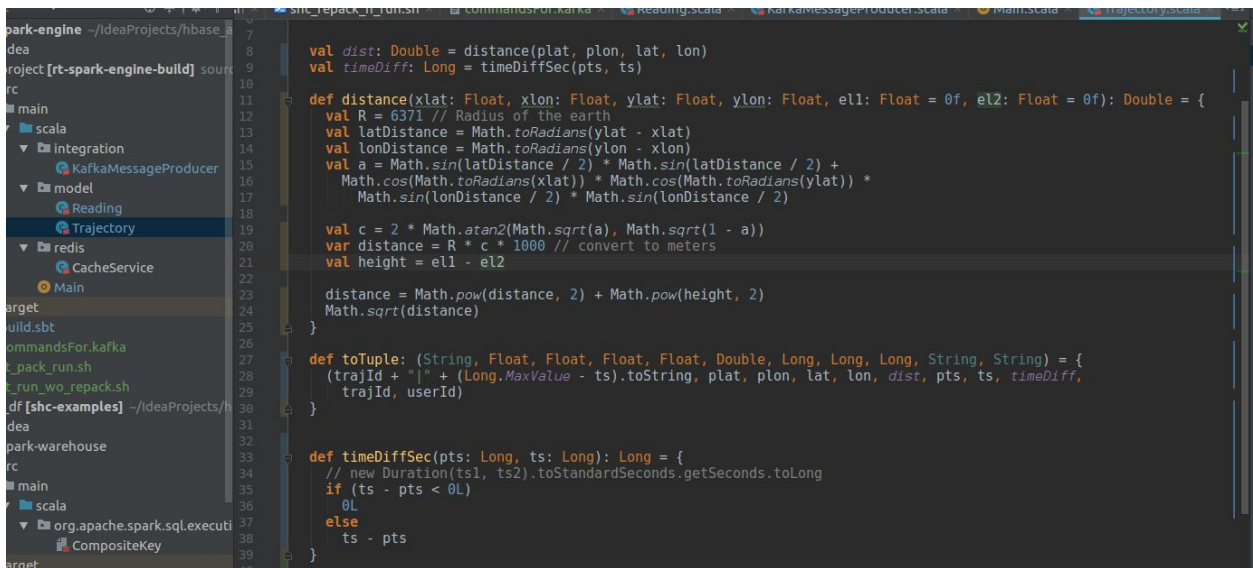 shc_repack_n_run.sh × commandsFor.kafka × Reading.scala × KafkaMessageProducer.scala × Main.scala × Trajectory.scala ×
park-engine ~/IdeaProjects/hbase_a
dea
roject [rt-spark-engine-build] sourc
rc
main
scala
integration
KafkaMessageProducer
model
Reading
Trajectory
redis
CacheService
Main
arget
uild.sbt
ommandsFor.kafka
t_pack_run.sh
t_run_wo_repack.sh
_df [shc-examples] ~/IdeaProjects/h
dea
park-warehouse
rc
main
scala
org.apache.spark.sql.executi
CompositeKey
arget
7
8 val dist: Double = distance(plat, plon, lat, lon)
9 val timeDiff: Long = timeDiffSec(pts, ts)
10
11 def distance(xlat: Float, xlon: Float, ylat: Float, ylon: Float, el1: Float = 0f, el2: Float = 0f): Double = {
12 val R = 6371 // Radius of the earth
13 val latDistance = Math.toRadians(ylat - xlat)
14 val lonDistance = Math.toRadians(ylon - xlon)
15 val a = Math.sin(latDistance / 2) * Math.sin(latDistance / 2) +
16 Math.cos(Math.toRadians(xlat)) * Math.cos(Math.toRadians(ylat)) *
17 Math.sin(lonDistance / 2) * Math.sin(lonDistance / 2)
18
19 val c = 2 * Math.atan2(Math.sqrt(a), Math.sqrt(1 - a))
20 var distance = R * c * 1000 // convert to meters
21 val height = el1 - el2
22
23 distance = Math.pow(distance, 2) + Math.pow(height, 2)
24 Math.sqrt(distance)
25 }
26
27 def toTuple: (String, Float, Float, Float, Float, Double, Long, Long, Long, String, String) = {
28 (trajId + "|" + (Long.MaxValue - ts).toString, plat, plon, lat, lon, dist, pts, ts, timeDiff,
29 trajId, userId)
30 }
31
32
33 def timeDiffSec(pts: Long, ts: Long): Long = {
34 // new Duration(ts1, ts2).toStandardSeconds.getSeconds.toLong
35 if (ts - pts < 0L)
36 0L
37 else
38 ts - pts
39 }